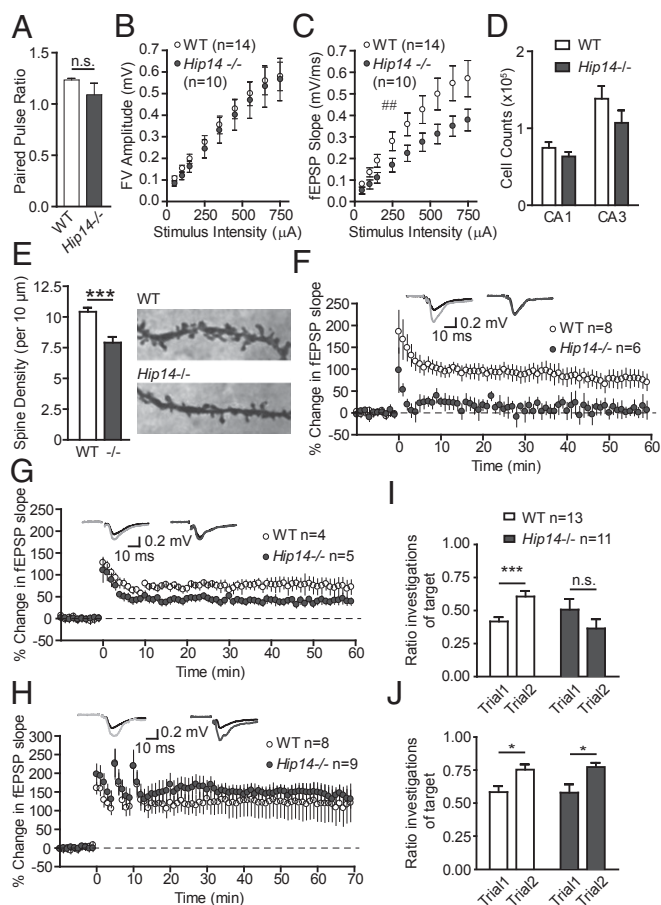 A
n.s.
Paired Pulse Ratio
1.5
1.0
0.5
0.0
WT
Hip14-/-
B
WT (n=14)
Hip14 -/-
(n=10)
FV Amplitude (mV)
0.7
0.6
0.5
0.4
0.3
0.2
0.1
0.0
0 250 500 750
Stimulus Intensity (μA)
C
WT (n=14)
Hip14 -/-
(n=10)
##
fEPSP Slope (mV/ms)
0.7
0.6
0.5
0.4
0.3
0.2
0.1
0.0
0 250 500 750
Stimulus Intensity (μA)
D
WT
Hip14-/-
Cell Counts (x10⁵)
2.0
1.5
1.0
0.5
0.0
CA1 CA3
E
***
Spine Density (per 10 μm)
12.5
10
7.5
5
2.5
0
WT -/-
WT
Hip14-/-
F
% Change in fEPSP slope
250
200
150
100
50
0
-50
0.2 mV
10 ms
WT n=8
Hip14-/- n=6
0 10 20 30 40 50 60
Time (min)
G
% Change in fEPSP slope
250
200
150
100
50
0
-50
0.2 mV
10 ms
WT n=4
Hip14-/- n=5
0 10 20 30 40 50 60
Time (min)
H
% Change in fEPSP slope
300
250
200
150
100
50
0
-50
0.2 mV
10 ms
WT n=8
Hip14-/- n=9
0 10 20 30 40 50 60 70
Time (min)
I
WT n=13
Hip14-/- n=11
Ratio investigations
of target
1.00
0.75
0.50
0.25
0.00
***
n.s.
Trial1 Trial2 Trial1 Trial2
J
Ratio investigations
of target
1.00
0.75
0.50
0.25
0.00
*
*
Trial1 Trial2 Trial1 Trial2